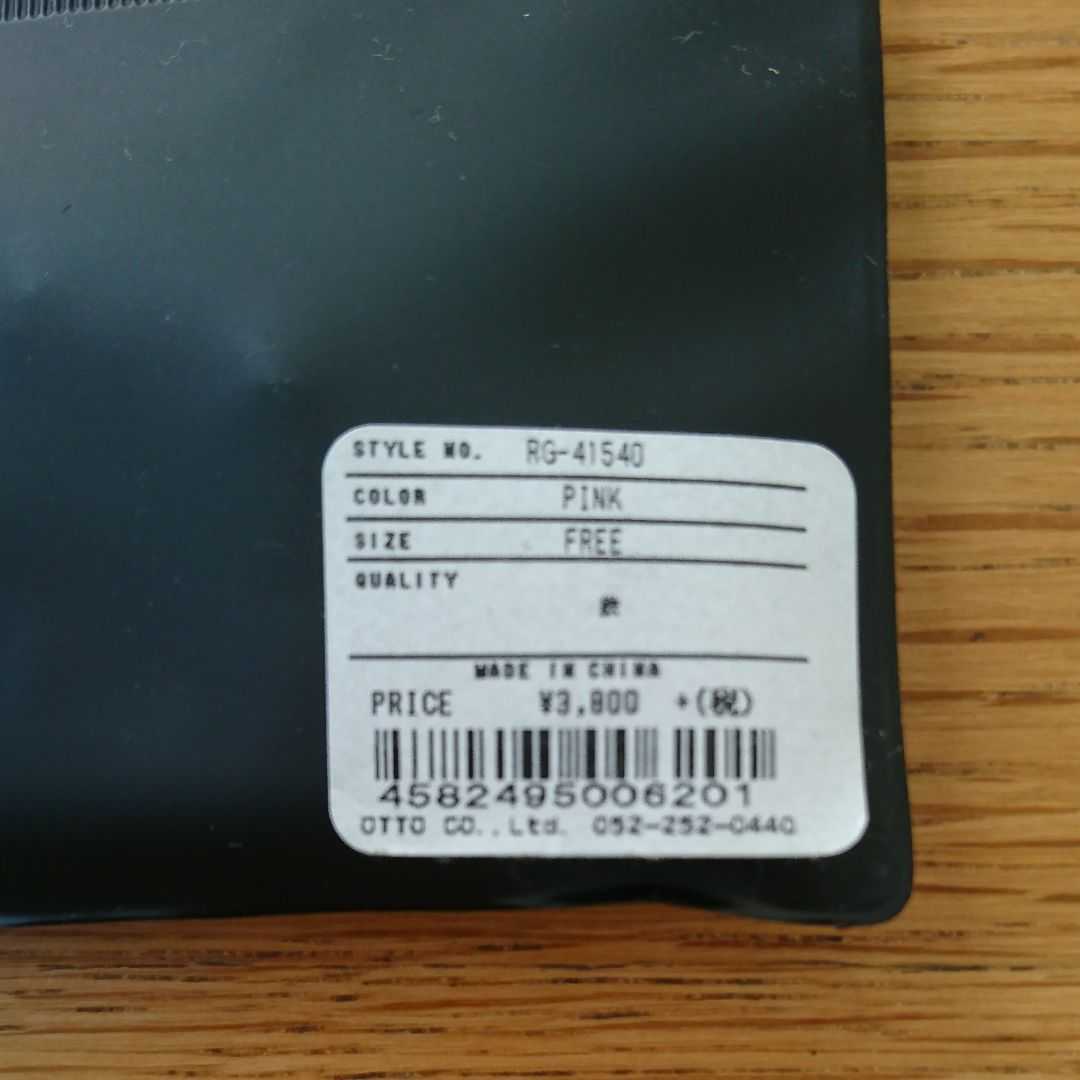 STYLE NO. RG-41540
COLOR PINK
SIZE FREE
QUALITY
鉄
MADE IN CHINA
PRICE ¥3,800 +(税)
4582495006201
OTTO CO.,Ltd. 052-252-0440